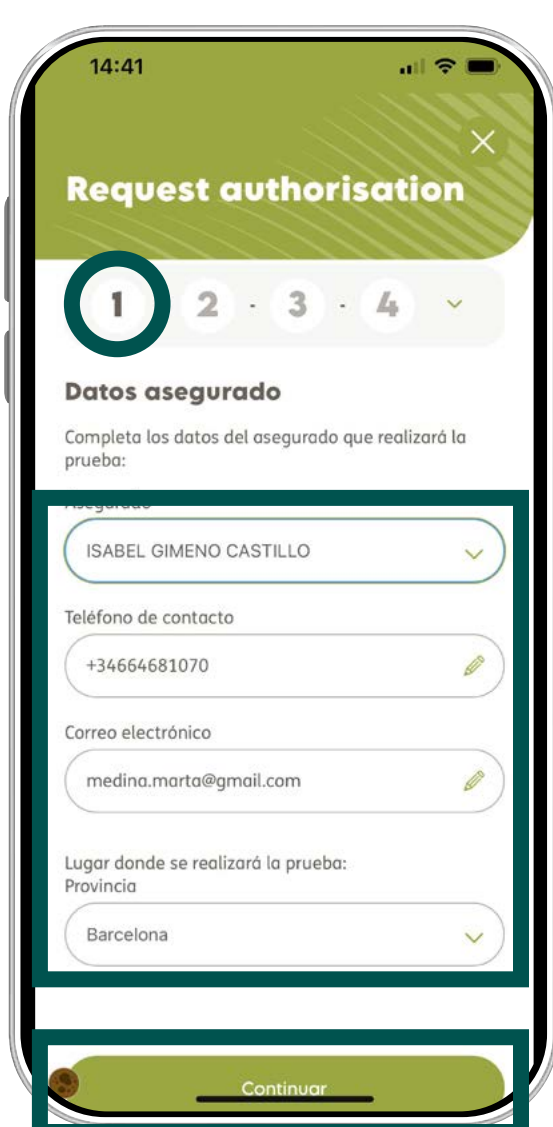 14:41
Request authorisation
1 2 · 3 · 4
Datos asegurado
Completa los datos del asegurado que realizará la
prueba:
Asegurado
ISABEL GIMENO CASTILLO
Teléfono de contacto
+34664681070
Correo electrónico
medina.marta@gmail.com
Lugar donde se realizará la prueba:
Provincia
Barcelona
Continuar